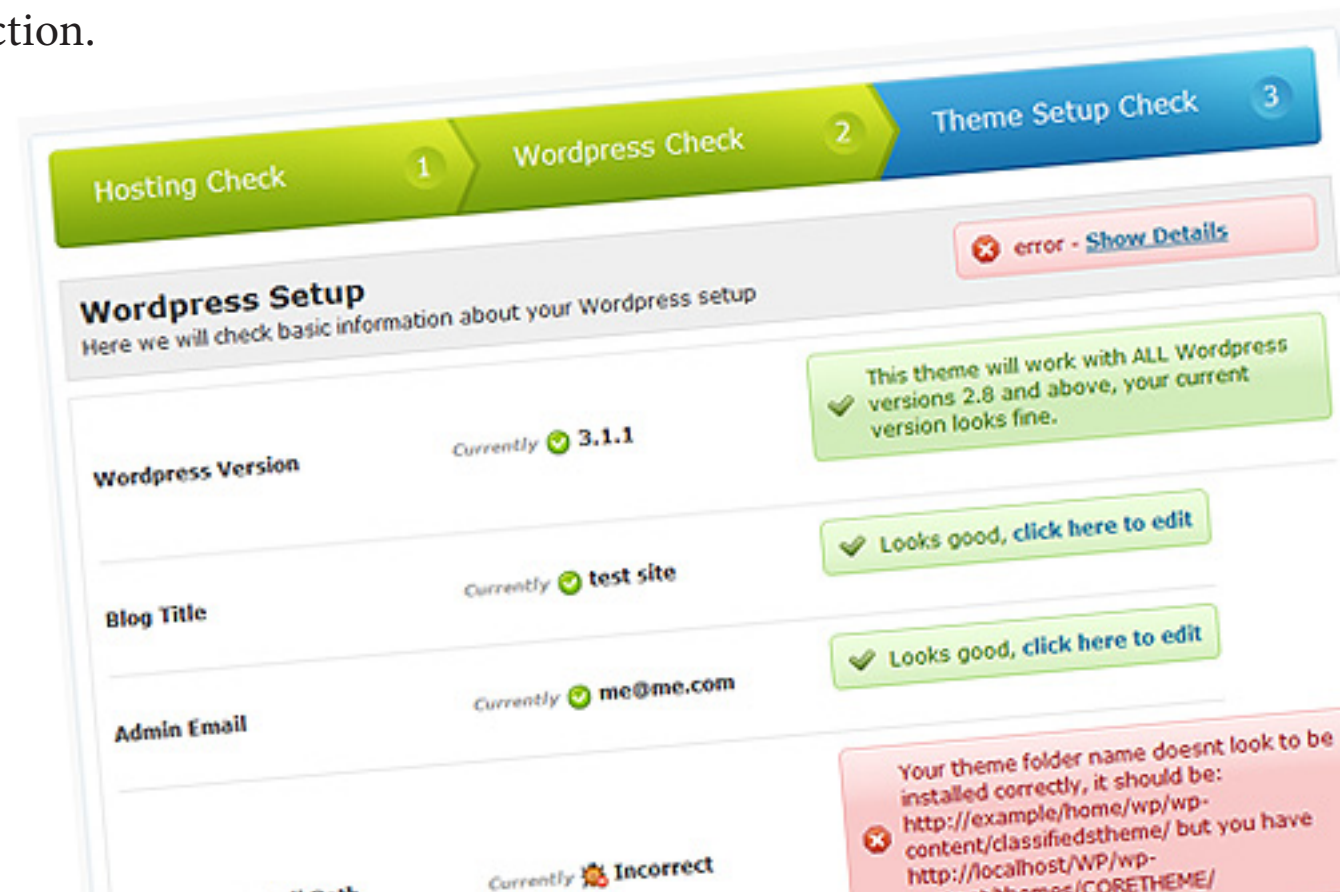 ction.
Hosting Check 1 Wordpress Check 2 Theme Setup Check 3
error - Show Details
Wordpress Setup
Here we will check basic information about your Wordpress setup
Wordpress Version
Currently 3.1.1
This theme will work with ALL Wordpress
versions 2.8 and above, your current
version looks fine.
Blog Title
Currently test site
Looks good, click here to edit
Admin Email
Currently me@me.com
Looks good, click here to edit
Currently Incorrect
Your theme folder name doesnt look to be
installed correctly, it should be:
http://example/home/wp/wp-
content/classifiedstheme/ but you have
http://localhost/WP/wp-
/CORETHEME/